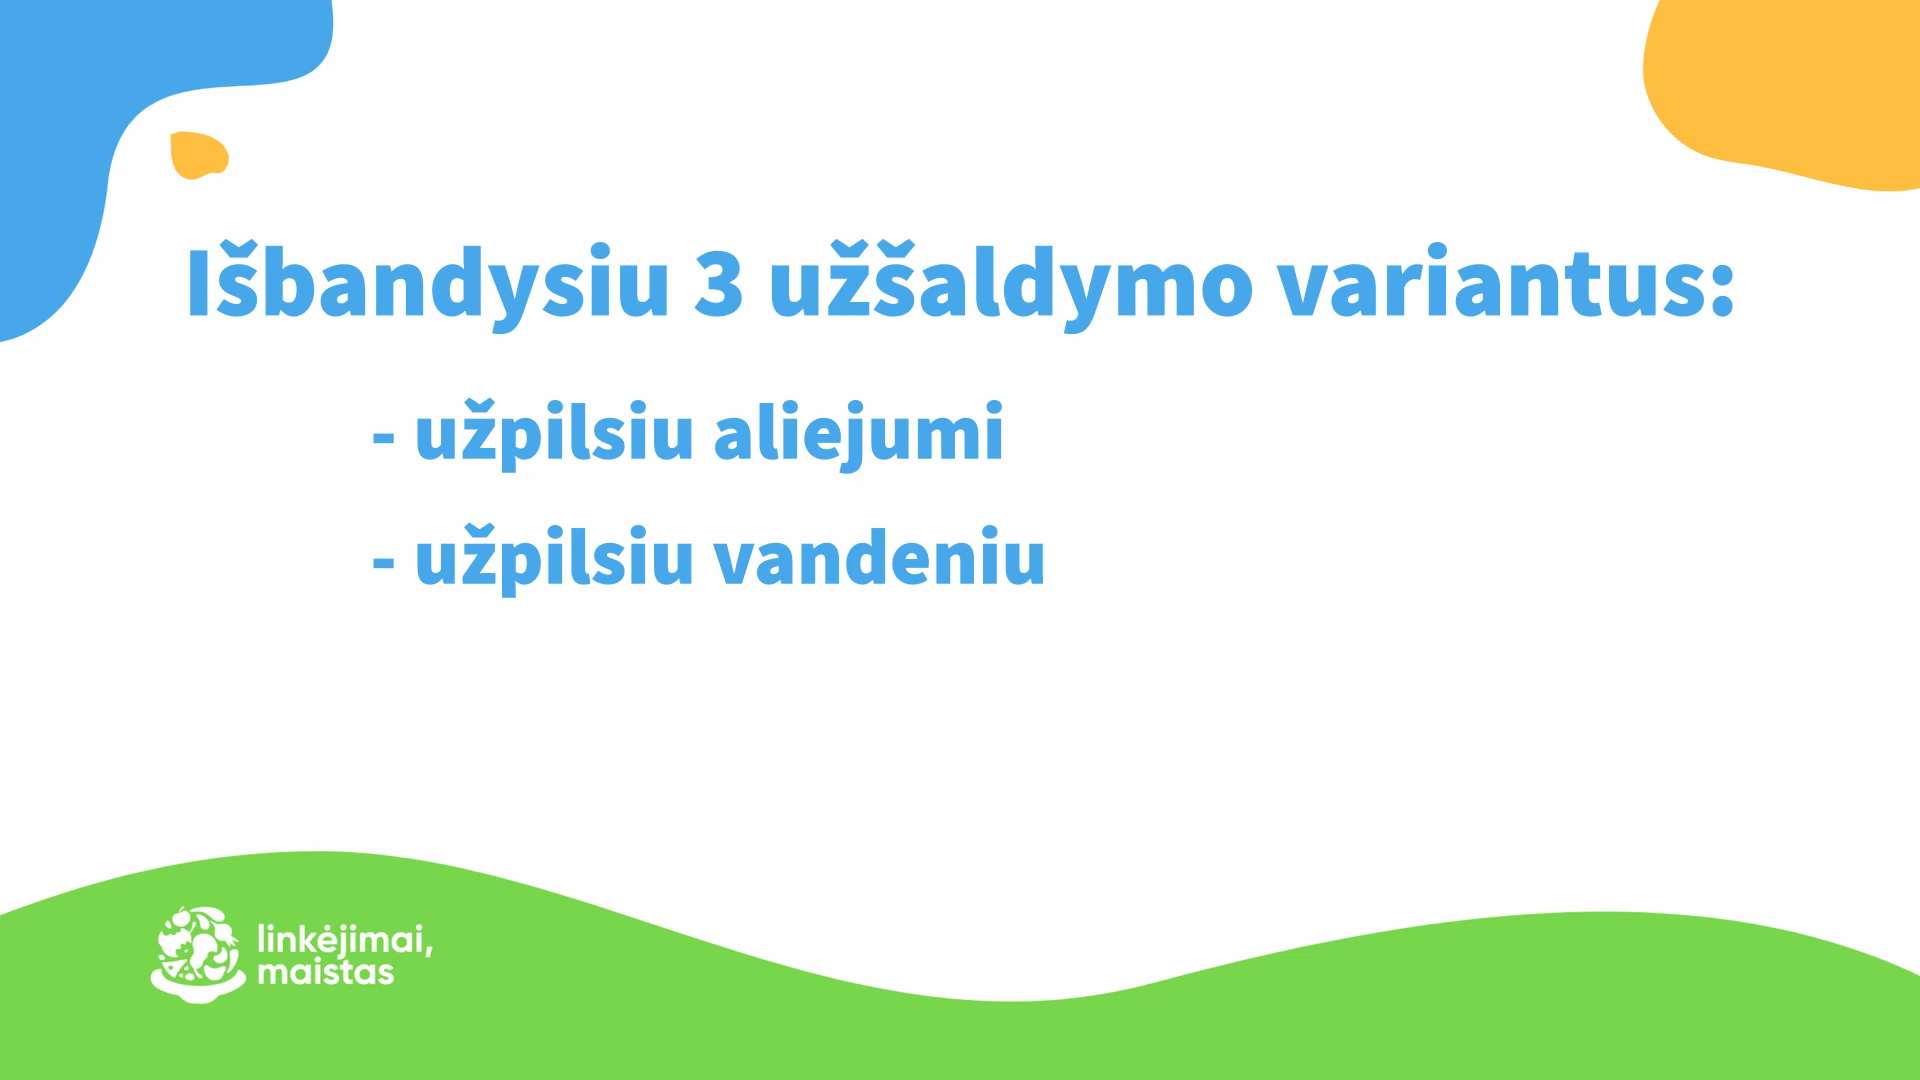 Išbandysiu 3 užšaldymo variantus:
- užpilsiu aliejumi
- užpilsiu vandeniu
linkėjimai,
maistas